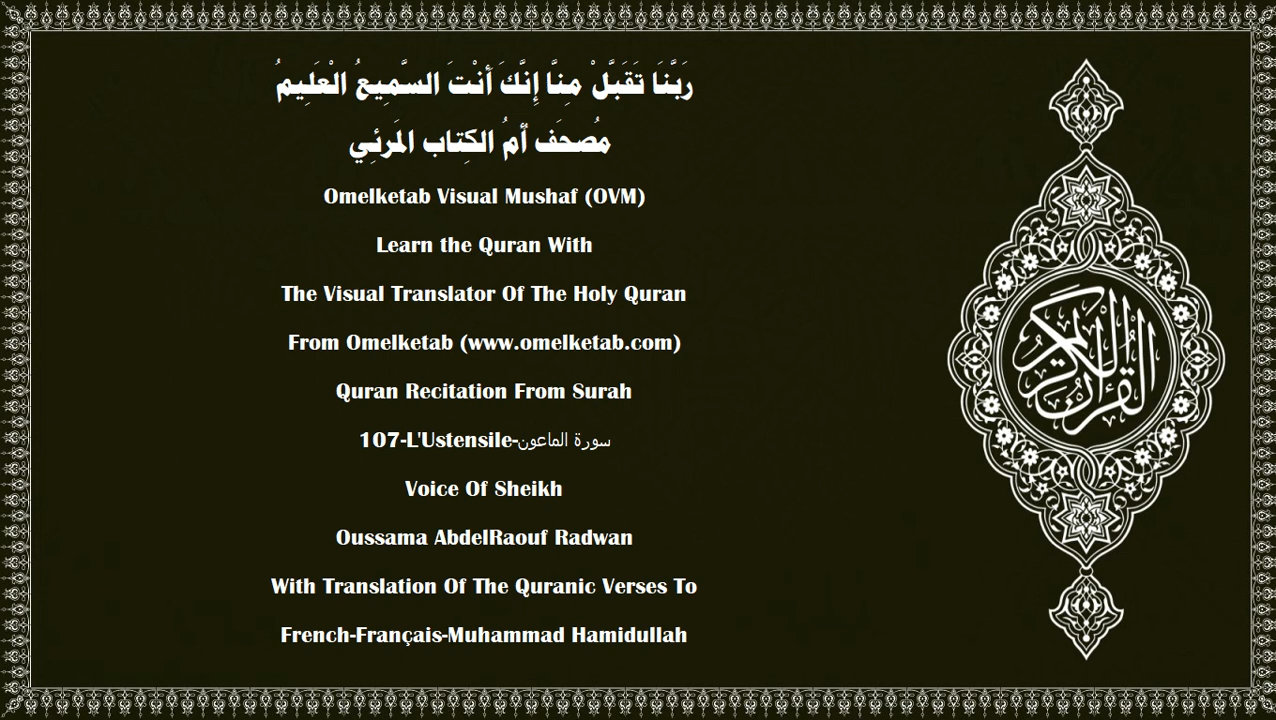 رَبَّنَا تَقَبَّلْ مِنَّا إِنَّكَ أَنْتَ السَّمِيعُ الْعَلِيمُ
مُصحَف أمُ الكِتاب المَرئِي
Omelketab Visual Mushaf (OVM)
Learn the Quran With
The Visual Translator Of The Holy Quran
From Omelketab (www.omelketab.com)
Quran Recitation From Surah
107-L'Ustensile-سورة الماعون
Voice Of Sheikh
Oussama AbdelRaouf Radwan
With Translation Of The Quranic Verses To
French-Français-Muhammad Hamidullah
القرآن الكريم